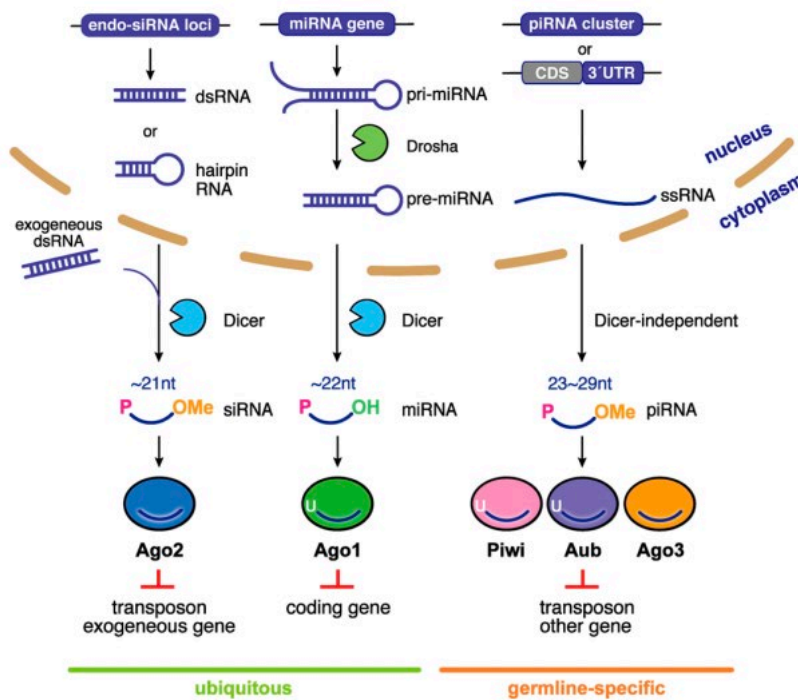 endo-siRNA loci
miRNA gene
piRNA cluster
or
CDS 3´UTR
dsRNA
or
hairpin
RNA
pri-miRNA
Drosha
pre-miRNA
ssRNA
nucleus
cytoplasm
exogeneous
dsRNA
Dicer
Dicer
Dicer-independent
~21nt
P OMe siRNA
~22nt
P OH miRNA
23~29nt
P OMe piRNA
Ago2
U
Ago1
U
Piwi
U
Aub
Ago3
transposon
exogeneous gene
coding gene
transposon
other gene
ubiquitous
germline-specific